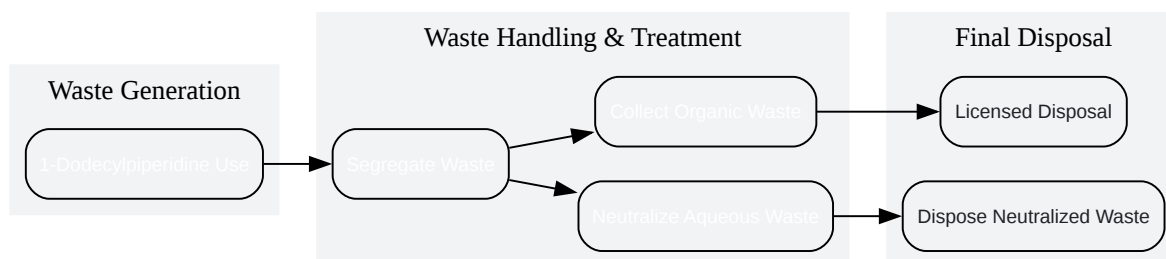 Waste Generation
1-Dodecylpiperidine Use
Waste Handling & Treatment
Segregate Waste
Collect Organic Waste
Neutralize Aqueous Waste
Final Disposal
Licensed Disposal
Dispose Neutralized Waste